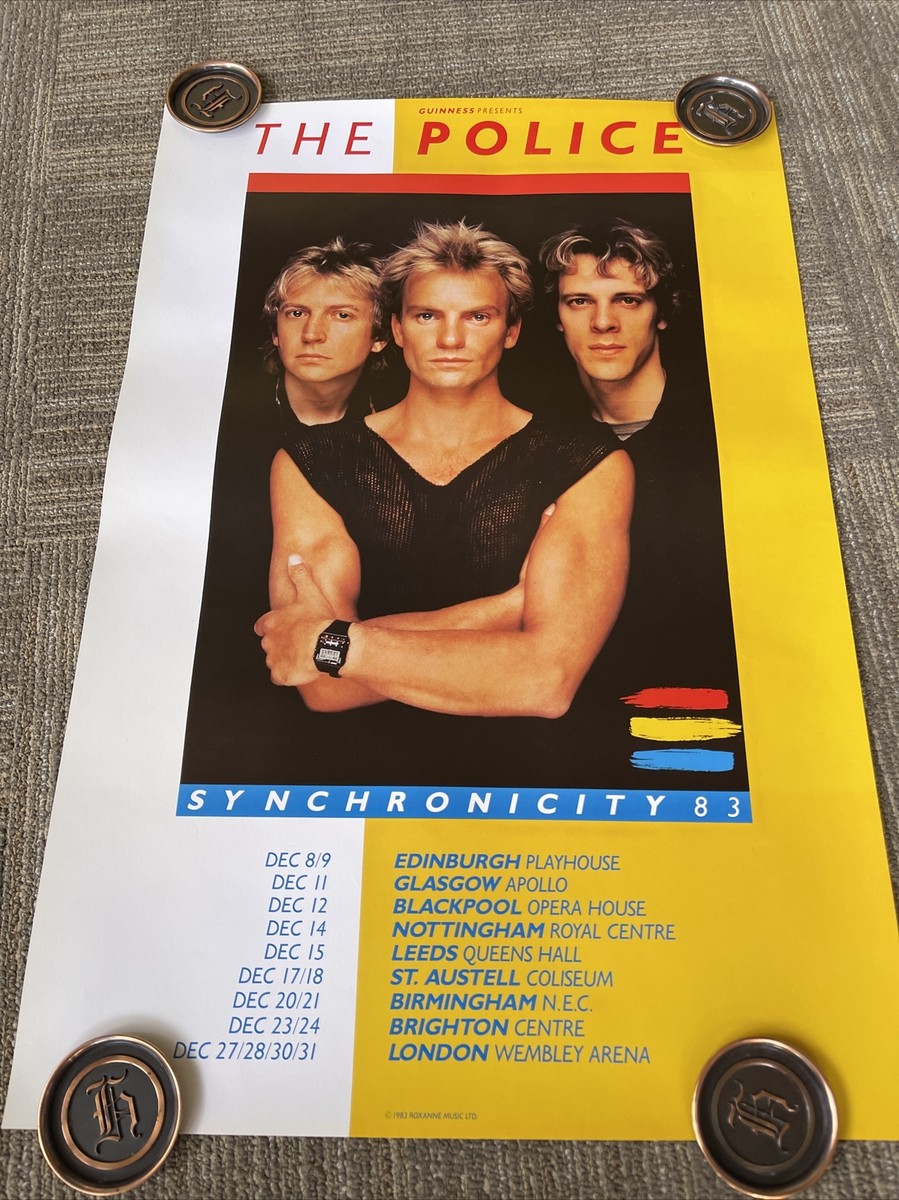 GUINNESS PRESENTS
THE POLICE
SYNCHRONICITY 83
DEC 8/9 EDINBURGH PLAYHOUSE
DEC 11 GLASGOW APOLLO
DEC 12 BLACKPOOL OPERA HOUSE
DEC 14 NOTTINGHAM ROYAL CENTRE
DEC 15 LEEDS QUEENS HALL
DEC 17/18 ST. AUSTELL COLISEUM
DEC 20/21 BIRMINGHAM N.E.C.
DEC 23/24 BRIGHTON CENTRE
DEC 27/28/30/31 LONDON WEMBLEY ARENA
© 1983 ROXANNE MUSIC LTD.